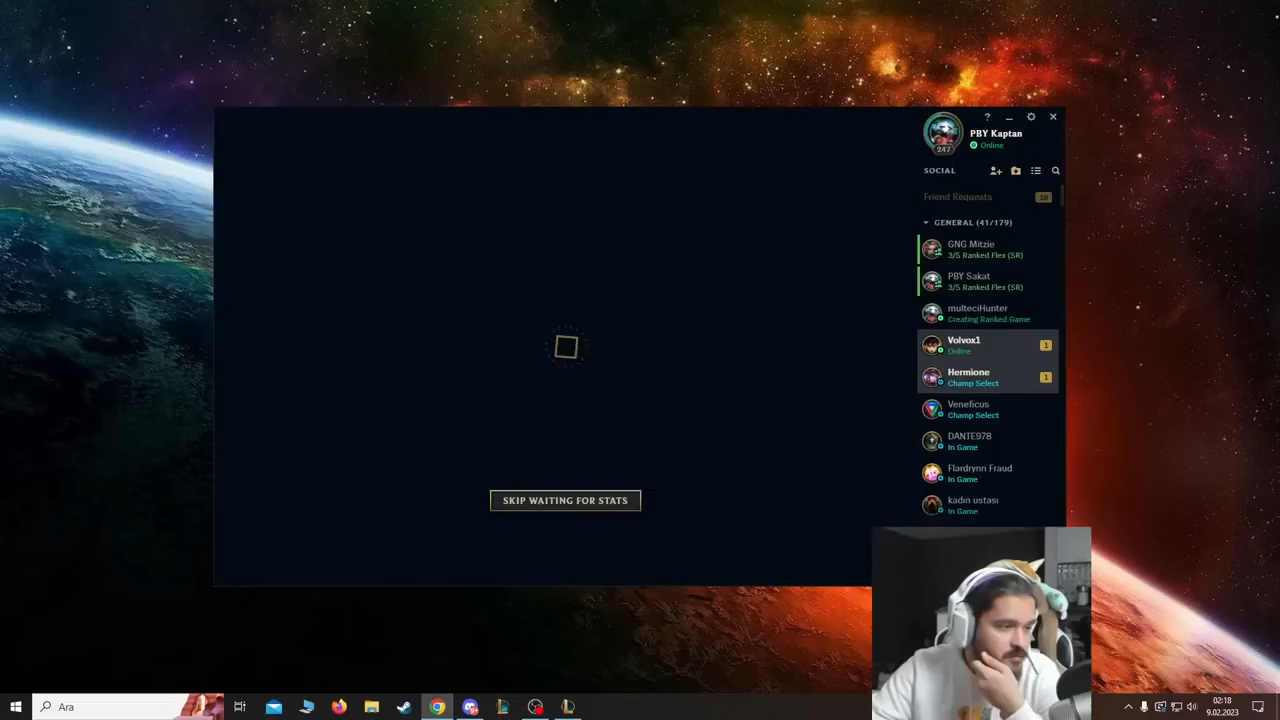 ?
PBY Kaptan
247
Online
SOCIAL
Friend Requests 19
GENERAL (41/179)
GNG Mitzie
3/5 Ranked Flex (SR)
PBY Sakat
3/5 Ranked Flex (SR)
multeciHunter
Creating Ranked Game
Volvox1
Online
1
Hermione
Champ Select
1
Veneficus
Champ Select
DANTE978
In Game
Flardrynn Fraud
In Game
kadın ustası
In Game
SKIP WAITING FOR STATS
Ara
02:18
9.02.2023